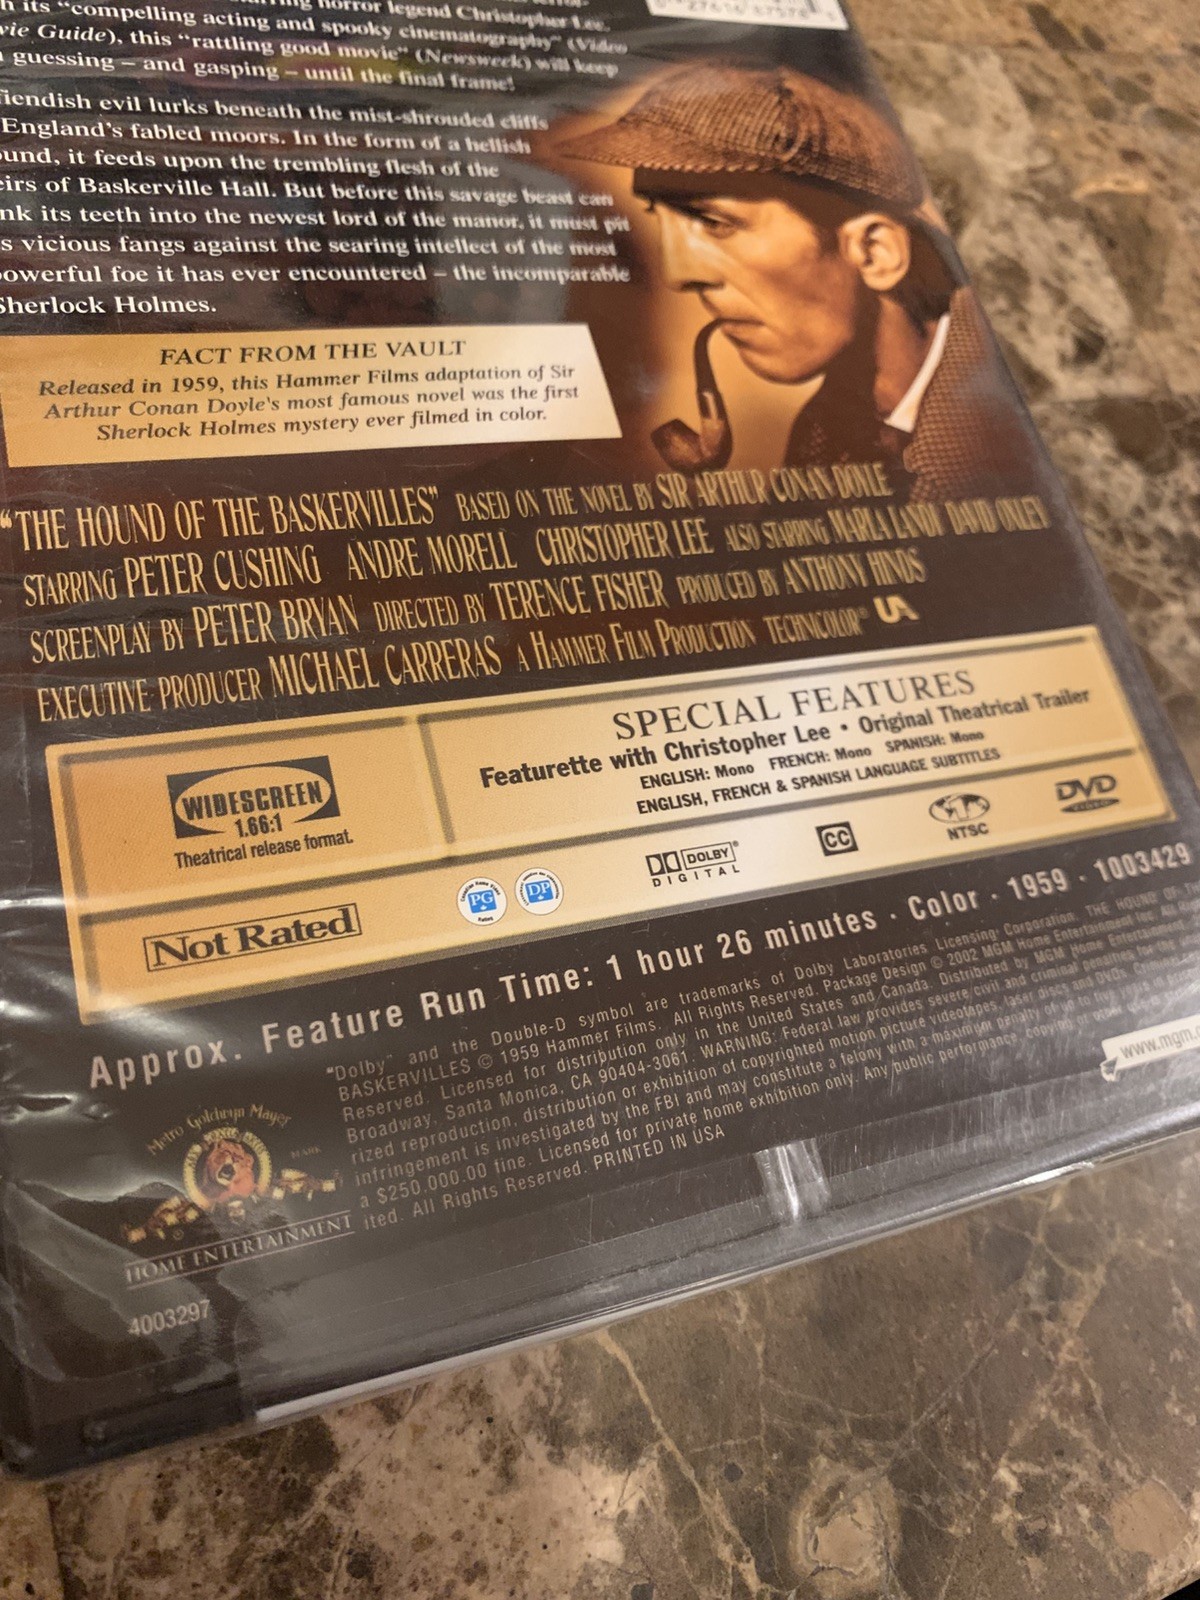 h its “compelling acting and spooky cinematography” (Video
vie Guide), this “rattling good movie” (Newsweek) will keep
guessing – and gasping – until the final frame!
fiendish evil lurks beneath the mist-shrouded cliffs
England’s fabled moors. In the form of a hellish
ound, it feeds upon the trembling flesh of the
eirs of Baskerville Hall. But before this savage beast can
nk its teeth into the newest lord of the manor, it must pit
s vicious fangs against the searing intellect of the most
powerful foe it has ever encountered – the incomparable
Sherlock Holmes.
FACT FROM THE VAULT
Released in 1959, this Hammer Films adaptation of Sir
Arthur Conan Doyle's most famous novel was the first
Sherlock Holmes mystery ever filmed in color.
“THE HOUND OF THE BASKERVILLES” BASED ON THE NOVEL BY SIR ARTHUR CONAN DOYLE
STARRING PETER CUSHING ANDRE MORELL CHRISTOPHER LEE ALSO STARRING MARLA LANDI DAVID OXLEY
SCREENPLAY BY PETER BRYAN DIRECTED BY TERENCE FISHER PRODUCED BY ANTHONY HINDS
EXECUTIVE PRODUCER MICHAEL CARRERAS A HAMMER FILM PRODUCTION TECHNICOLOR® UA
SPECIAL FEATURES
Featurette with Christopher Lee • Original Theatrical Trailer
ENGLISH: Mono FRENCH: Mono SPANISH: Mono
ENGLISH, FRENCH & SPANISH LANGUAGE SUBTITLES
WIDESCREEN
1.66:1
Theatrical release format.
Not Rated
PG
DP
DOLBY
DIGITAL
CC
NTSC
DVD
VIDEO
Approx. Feature Run Time: 1 hour 26 minutes · Color · 1959 · 1003429
“Dolby” and the Double-D symbol are trademarks of Dolby Laboratories Licensing Corporation. THE HOUND OF
BASKERVILLES © 1959 Hammer Films. All Rights Reserved. Package Design © 2002 MGM Home Entertainment Inc.
Reserved. Licensed for distribution only in the United States and Canada. Distributed by MGM Home Entertainment
Broadway, Santa Monica, CA 90404-3061. WARNING: Federal law provides severe civil and criminal penalties for the
rized reproduction, distribution or exhibition of copyrighted motion picture videotapes, laser discs and DVDs.
infringement is investigated by the FBI and may constitute a felony with a maximum penalty of up to
a $250,000.00 fine. Licensed for private home exhibition only. Any public performance, copying or
ited. All Rights Reserved. PRINTED IN USA
www.mgm.
Metro Goldwyn Mayer
HOME ENTERTAINMENT
4003297